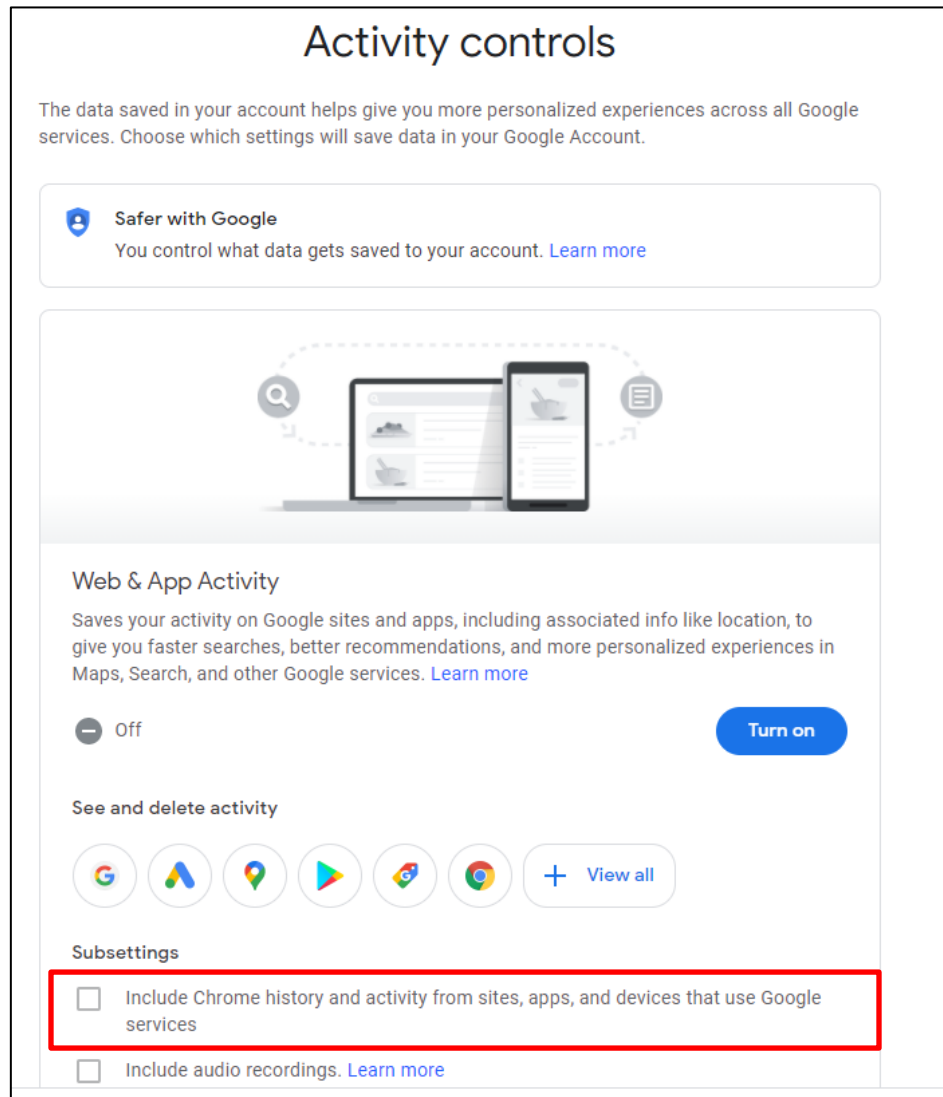 Activity controls
The data saved in your account helps give you more personalized experiences across all Google
services. Choose which settings will save data in your Google Account.
Safer with Google
You control what data gets saved to your account. Learn more
Web & App Activity
Saves your activity on Google sites and apps, including associated info like location, to
give you faster searches, better recommendations, and more personalized experiences in
Maps, Search, and other Google services. Learn more
Off
Turn on
See and delete activity
View all
Subsettings
Include Chrome history and activity from sites, apps, and devices that use Google
services
Include audio recordings. Learn more